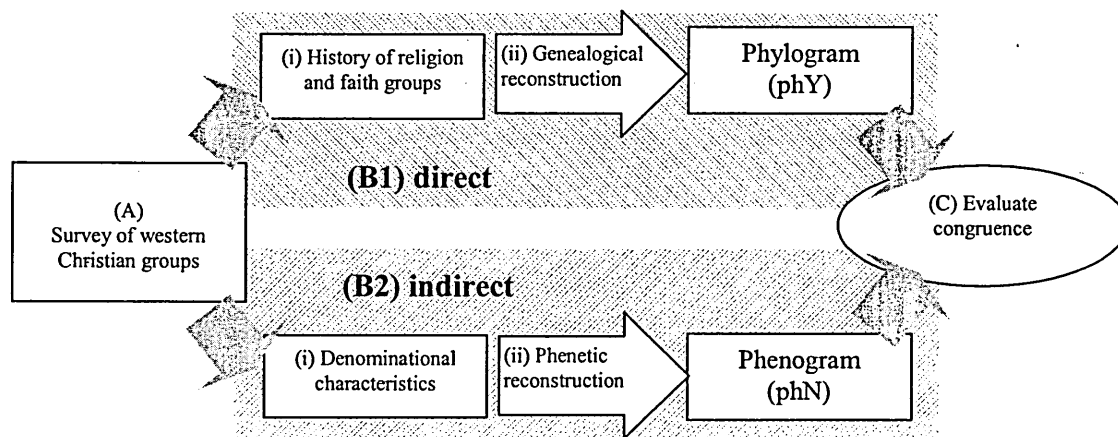 (i) History of religion
and faith groups
(ii) Genealogical
reconstruction
Phylogram
(phY)
(B1) direct
(A)
Survey of western
Christian groups
(C) Evaluate
congruence
(B2) indirect
(i) Denominational
characteristics
(ii) Phenetic
reconstruction
Phenogram
(phN)